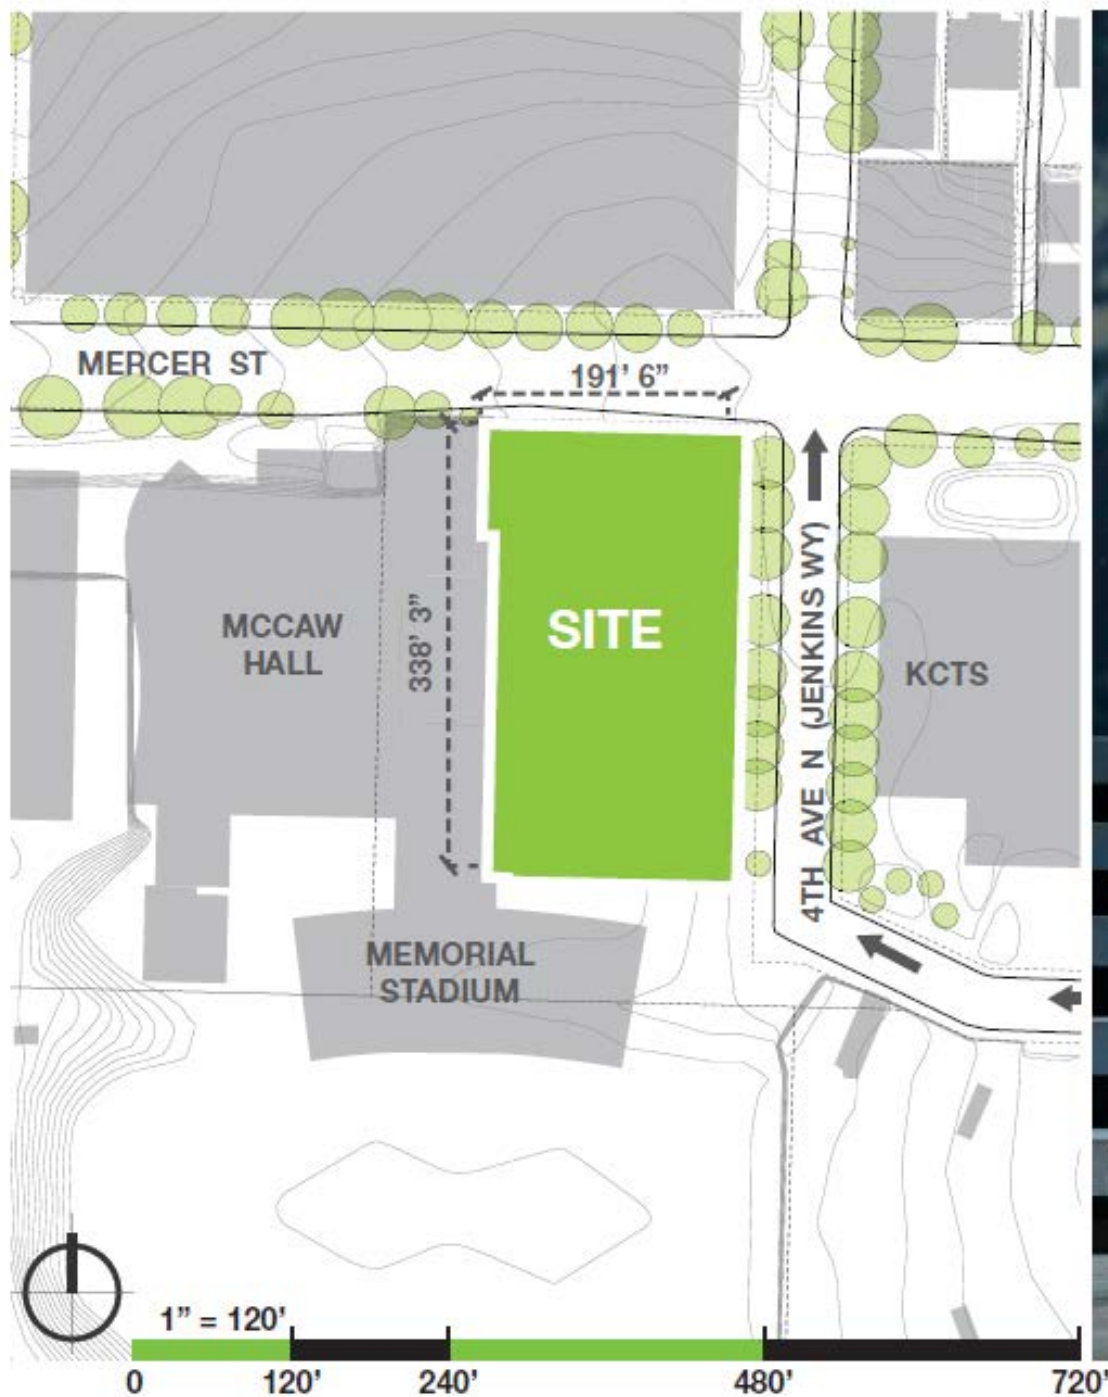 MERCER ST
191' 6”
338' 3”
MCCAW
HALL
SITE
4TH AVE N (JENKINS WY)
KCTS
MEMORIAL
STADIUM
1” = 120'
0 120' 240' 480' 720'